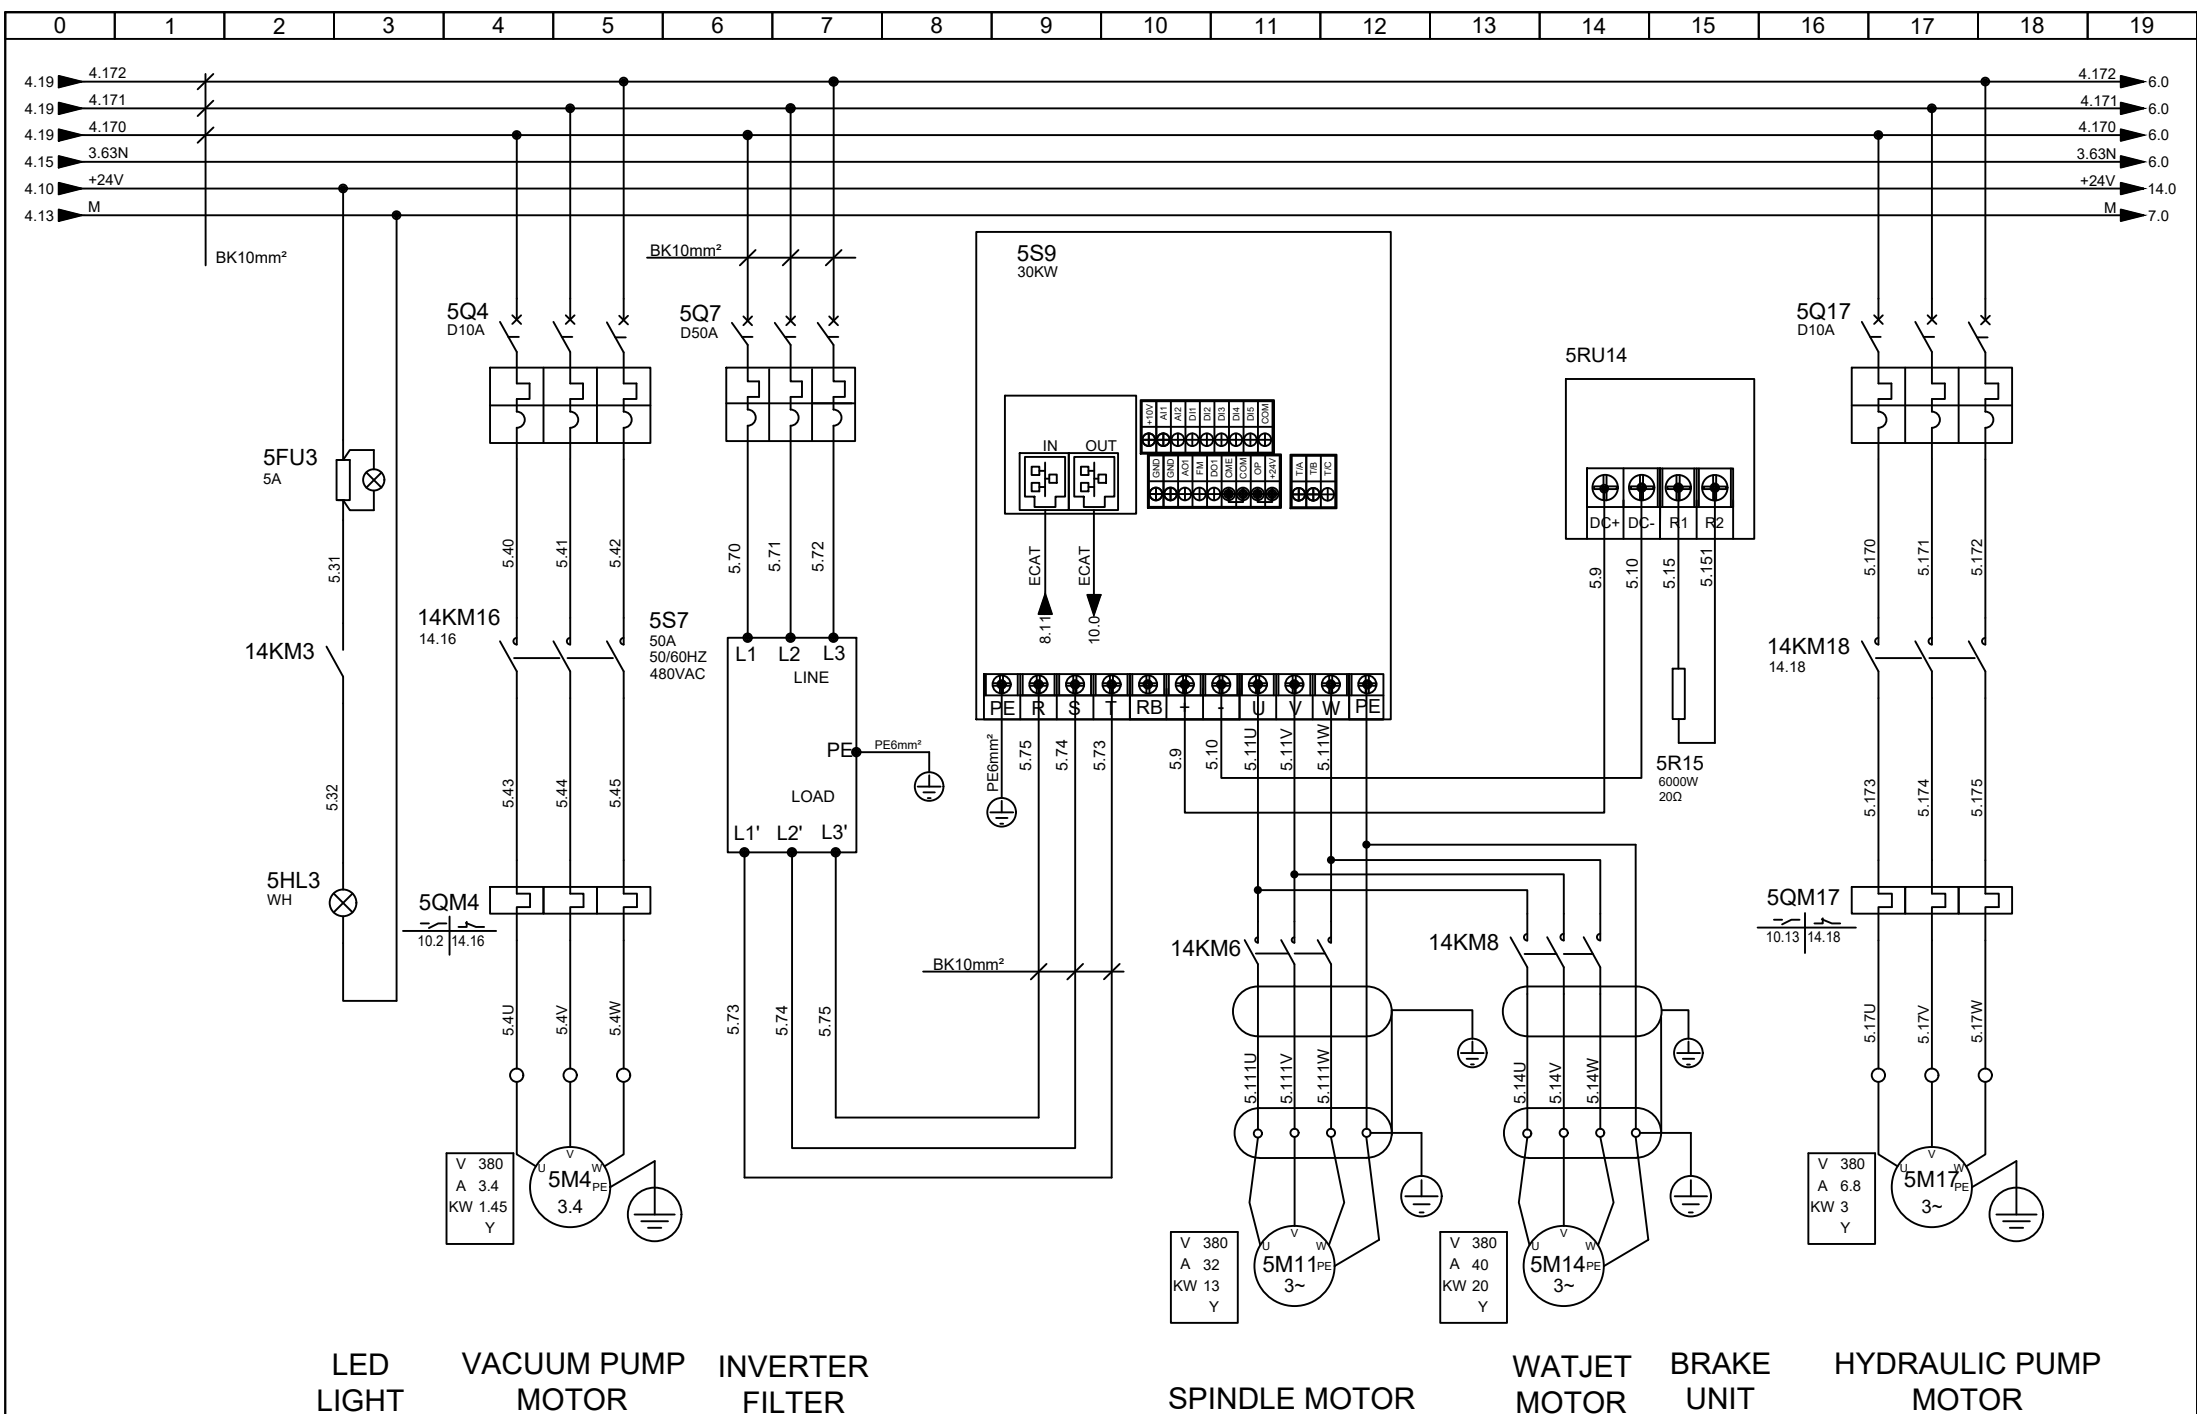 0 1 2 3 4 5 6 7 8 9 10 11 12 13 14 15 16 17 18 19
4.19 4.172 4.172 6.0
4.19 4.171 4.171 6.0
4.19 4.170 4.170 6.0
4.15 3.63N 3.63N 6.0
4.10 +24V +24V 14.0
4.13 M M 7.0
BK10mm²
BK10mm²
5S9
30KW
5Q4
D10A
5Q7
D50A
5Q17
D10A
5RU14
5FU3
5A
IN OUT
+10V AI1 AI2 DI1 DI2 DI3 DI4 DI5 COM
GND GND AO1 FM DO1 CME COM OP +24V
T/A T/B T/C
DC+ DC- R1 R2
5.31
5.40 5.41 5.42
5.70 5.71 5.72
ECAT ECAT
8.11 10.0
5.9 5.10 5.15 5.151
5.170 5.171 5.172
14KM3
14KM16
14.16
5S7
50A
50/60HZ
480VAC
L1 L2 L3
LINE
PE
PE6mm²
LOAD
L1' L2' L3'
PE R S T RB + - U V W PE
PE6mm²
5.75 5.74 5.73 5.9 5.10 5.11U 5.11V 5.11W
14KM18
14.18
5R15
6000W
20Ω
5.32
5.43 5.44 5.45
5.173 5.174 5.175
5HL3
WH
5QM4
10.2 14.16
5QM17
10.13 14.18
14KM6
14KM8
BK10mm²
5.4U 5.4V 5.4W
5.73 5.74 5.75
5.111U 5.111V 5.111W
5.14U 5.14V 5.14W
5.17U 5.17V 5.17W
V 380
A 3.4
KW 1.45
Y
U V W
5M4 PE
3.4
V 380
A 32
KW 13
Y
U V W
5M11 PE
3~
V 380
A 40
KW 20
Y
U V W
5M14 PE
3~
V 380
A 6.8
KW 3
Y
U V W
5M17 PE
3~
LED
LIGHT
VACUUM PUMP
MOTOR
INVERTER
FILTER
SPINDLE MOTOR
WATJET
MOTOR
BRAKE
UNIT
HYDRAULIC PUMP
MOTOR